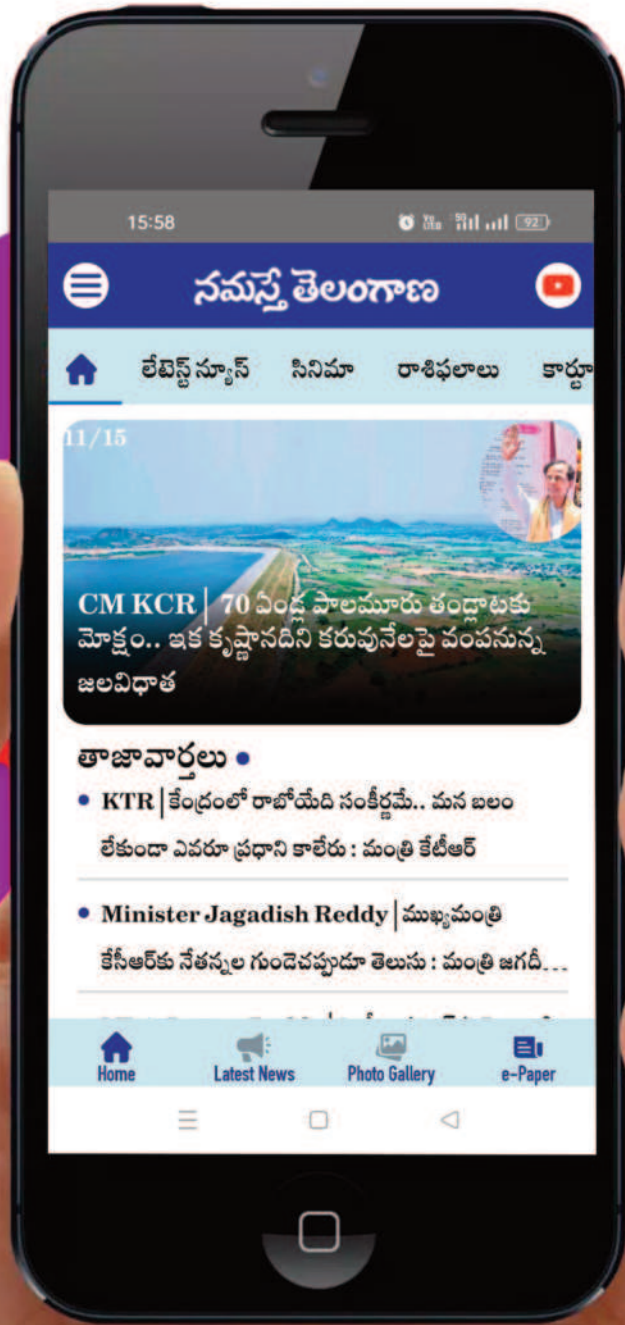 15:58
92
నమస్తే తెలంగాణ
లేటెస్ట్ న్యూస్ సినిమా రాశిఫలాలు కార్టూ
11/15
CM KCR | 70 ఏండ్ల పాలమూరు తండ్లాటకు
మోక్షం.. ఇక కృష్ణానదిని కరువునేలపై వంపనున్న
జలవిధాత
తాజావార్తలు •
• KTR | కేంద్రంలో రాబోయేది సంకీర్ణమే.. మన బలం
లేకుండా ఎవరూ ప్రధాని కాలేరు : మంత్రి కేటీఆర్
• Minister Jagadish Reddy | ముఖ్యమంత్రి
కేసీఆర్‌కు నేతన్నల గుండెచప్పుడూ తెలుసు : మంత్రి జగదీ...
Home Latest News Photo Gallery e-Paper